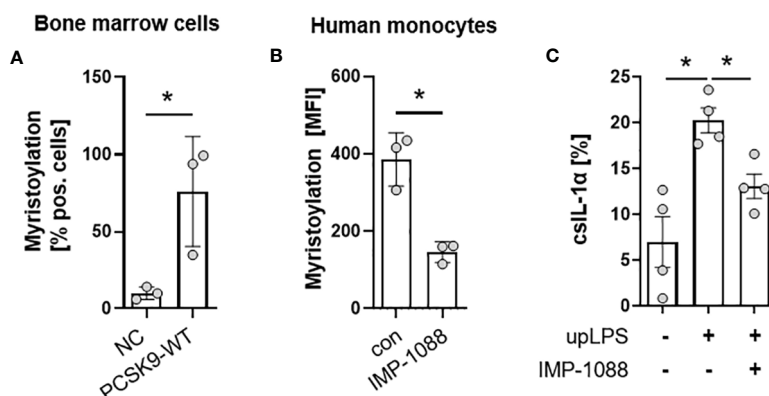 Bone marrow cells
Human monocytes
A
Myristoylation
[% pos. cells]
150
100
50
0
*
NC
PCSK9-WT
B
Myristoylation [MFI]
600
400
200
0
*
con
IMP-1088
C
csIL-1α [%]
25
20
15
10
5
0
* *
upLPS - + +
IMP-1088 - - +